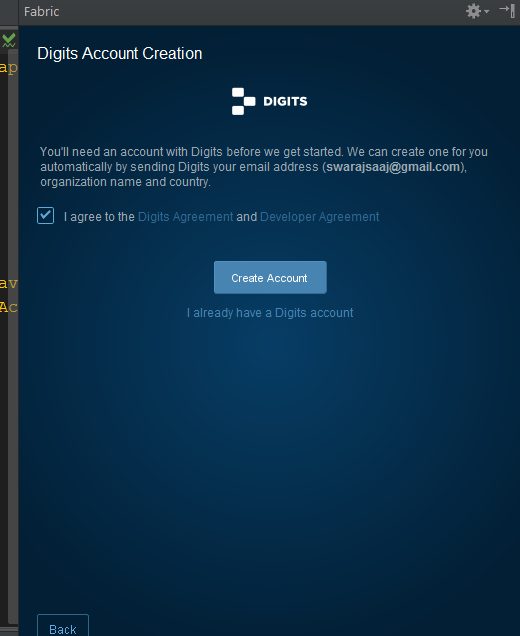 Fabric
Digits Account Creation
DIGITS
You'll need an account with Digits before we get started. We can create one for you
automatically by sending Digits your email address (swarajsaaj@gmail.com),
organization name and country.
I agree to the Digits Agreement and Developer Agreement
Create Account
I already have a Digits account
Back
ap
av
Ac